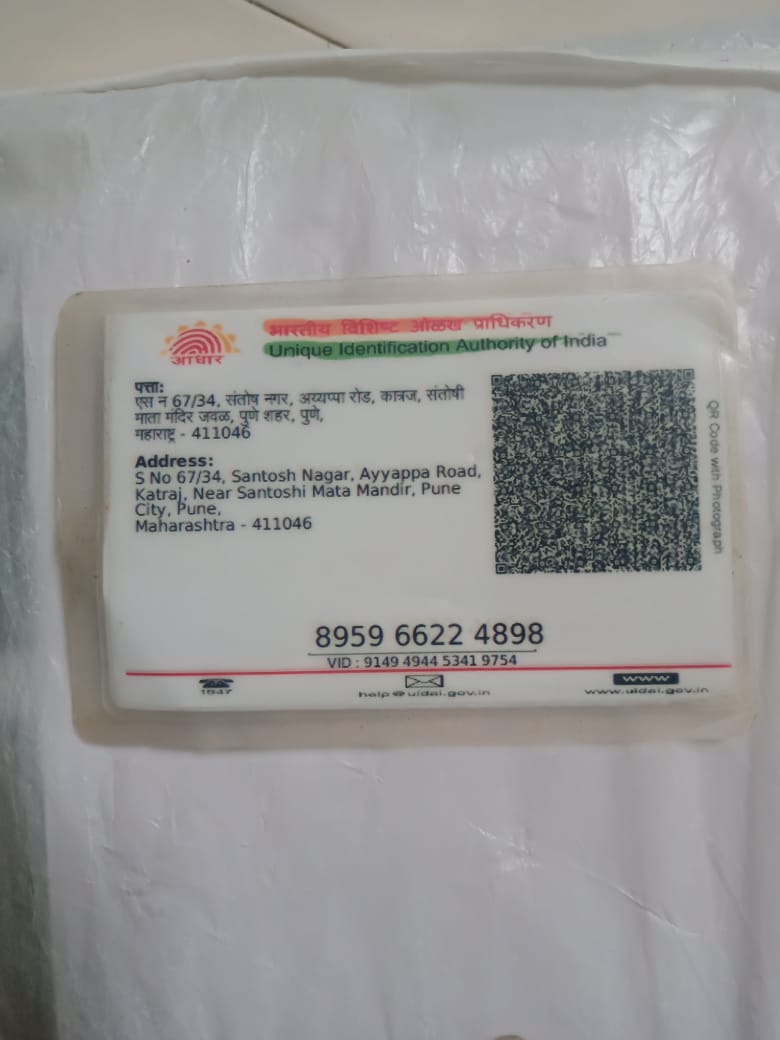 आधार
भारतीय विशिष्ट ओळख प्राधिकरण
Unique Identification Authority of India
पत्ता:
एस न 67/34, संतोष नगर, अय्यप्पा रोड, कात्रज, संतोषी
माता मंदिर जवळ, पुणे शहर, पुणे,
महाराष्ट्र - 411046
Address:
S No 67/34, Santosh Nagar, Ayyappa Road,
Katraj, Near Santoshi Mata Mandir, Pune
City, Pune,
Maharashtra - 411046
QR Code with Photograph
8959 6622 4898
VID : 9149 4944 5341 9754
1947
help@uidai.gov.in
www
www.uidai.gov.in